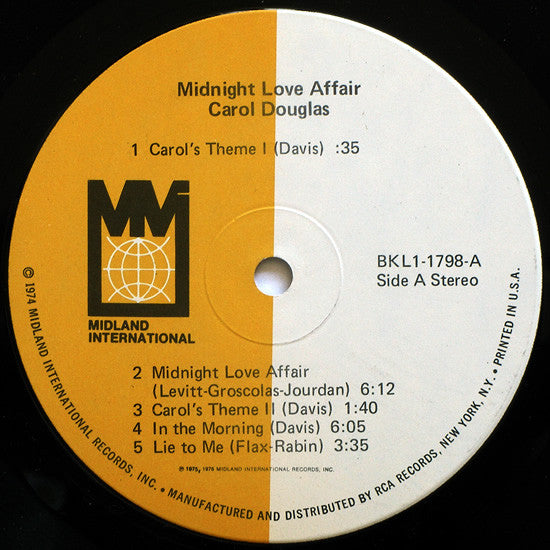 Midnight Love Affair
Carol Douglas
1 Carol's Theme I (Davis) :35
MMI
MIDLAND
INTERNATIONAL
BKL1-1798-A
Side A Stereo
2 Midnight Love Affair
(Levitt-Groscolas-Jourdan) 6:12
3 Carol's Theme II (Davis) 1:40
4 In the Morning (Davis) 6:05
5 Lie to Me (Flax-Rabin) 3:35
℗ 1975, 1976 MIDLAND INTERNATIONAL RECORDS, INC.
© 1974 MIDLAND INTERNATIONAL RECORDS, INC. • MANUFACTURED AND DISTRIBUTED BY RCA RECORDS, NEW YORK, N.Y. • PRINTED IN U.S.A.